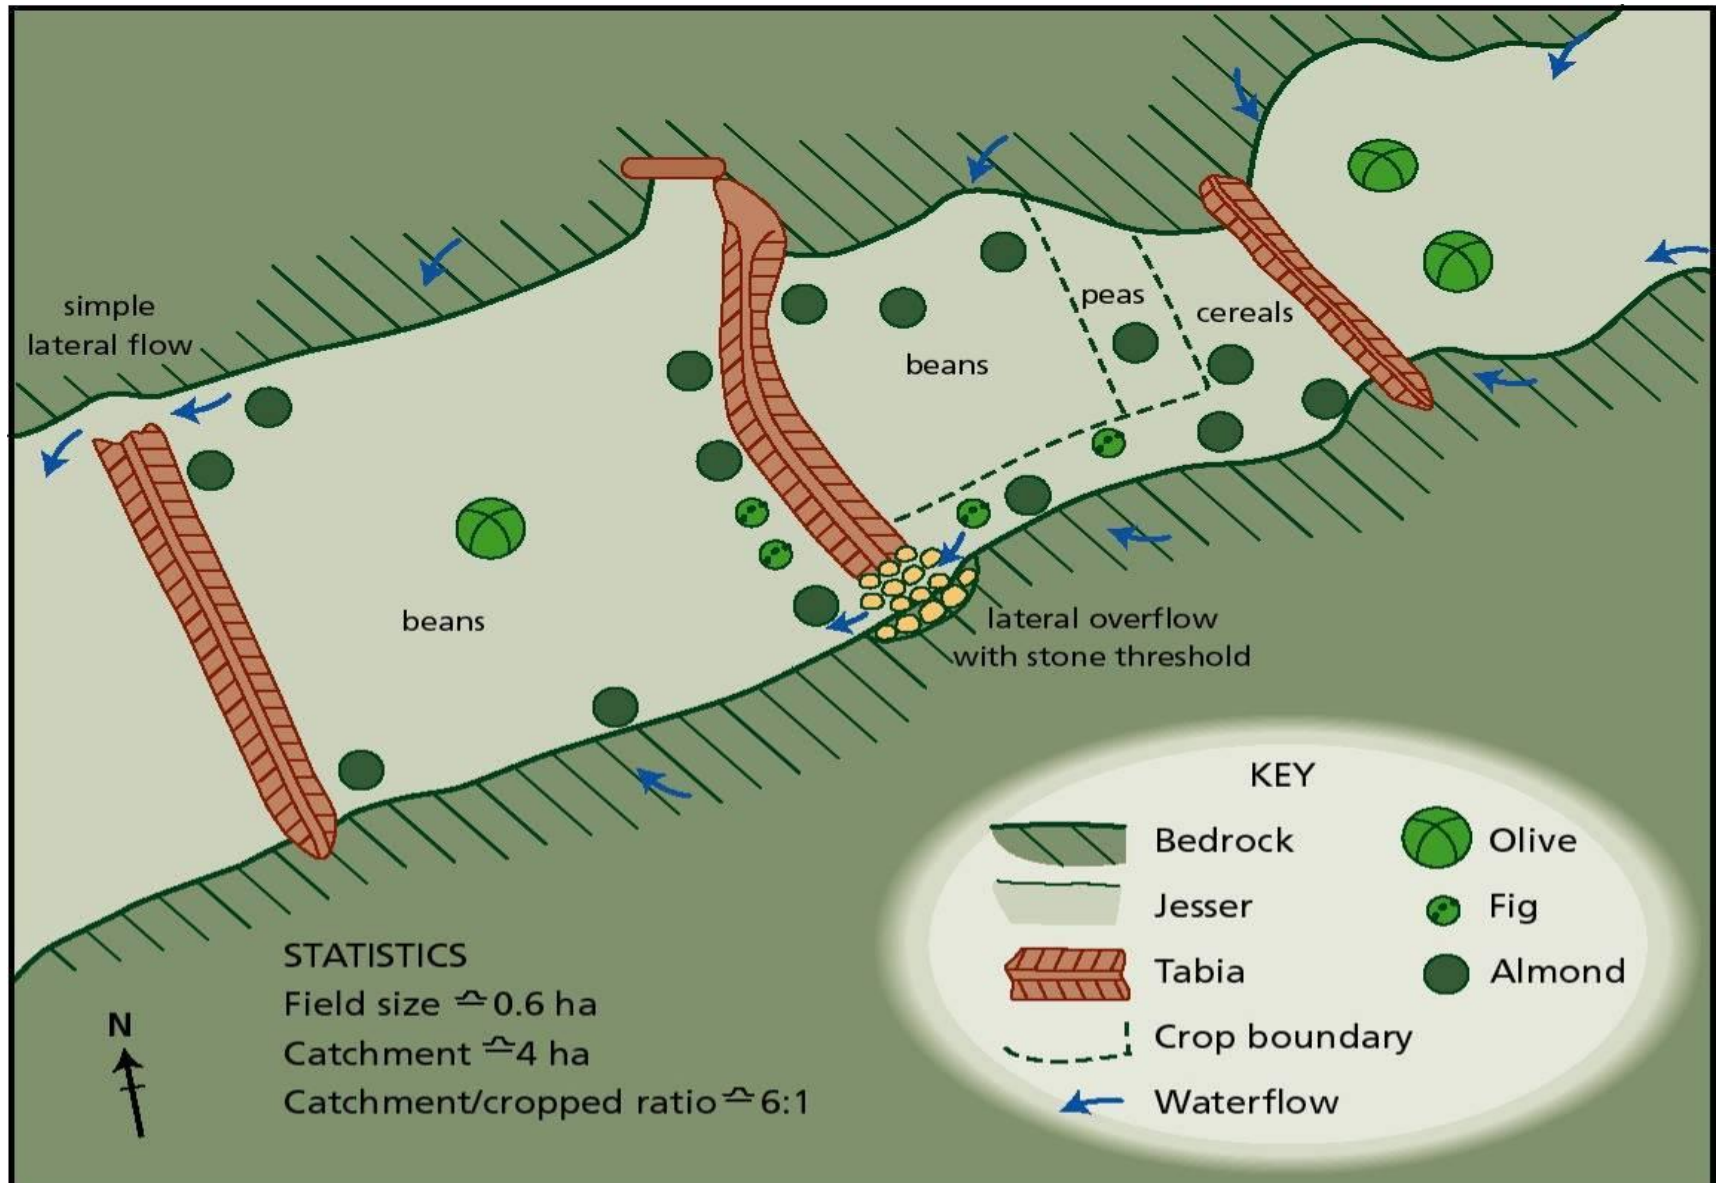 simple
lateral flow
peas
cereals
beans
beans
lateral overflow
with stone threshold
KEY
Bedrock
Olive
Jesser
Fig
Tabia
Almond
Crop boundary
Waterflow
STATISTICS
Field size ≏ 0.6 ha
Catchment ≏ 4 ha
Catchment/cropped ratio ≏ 6:1
N